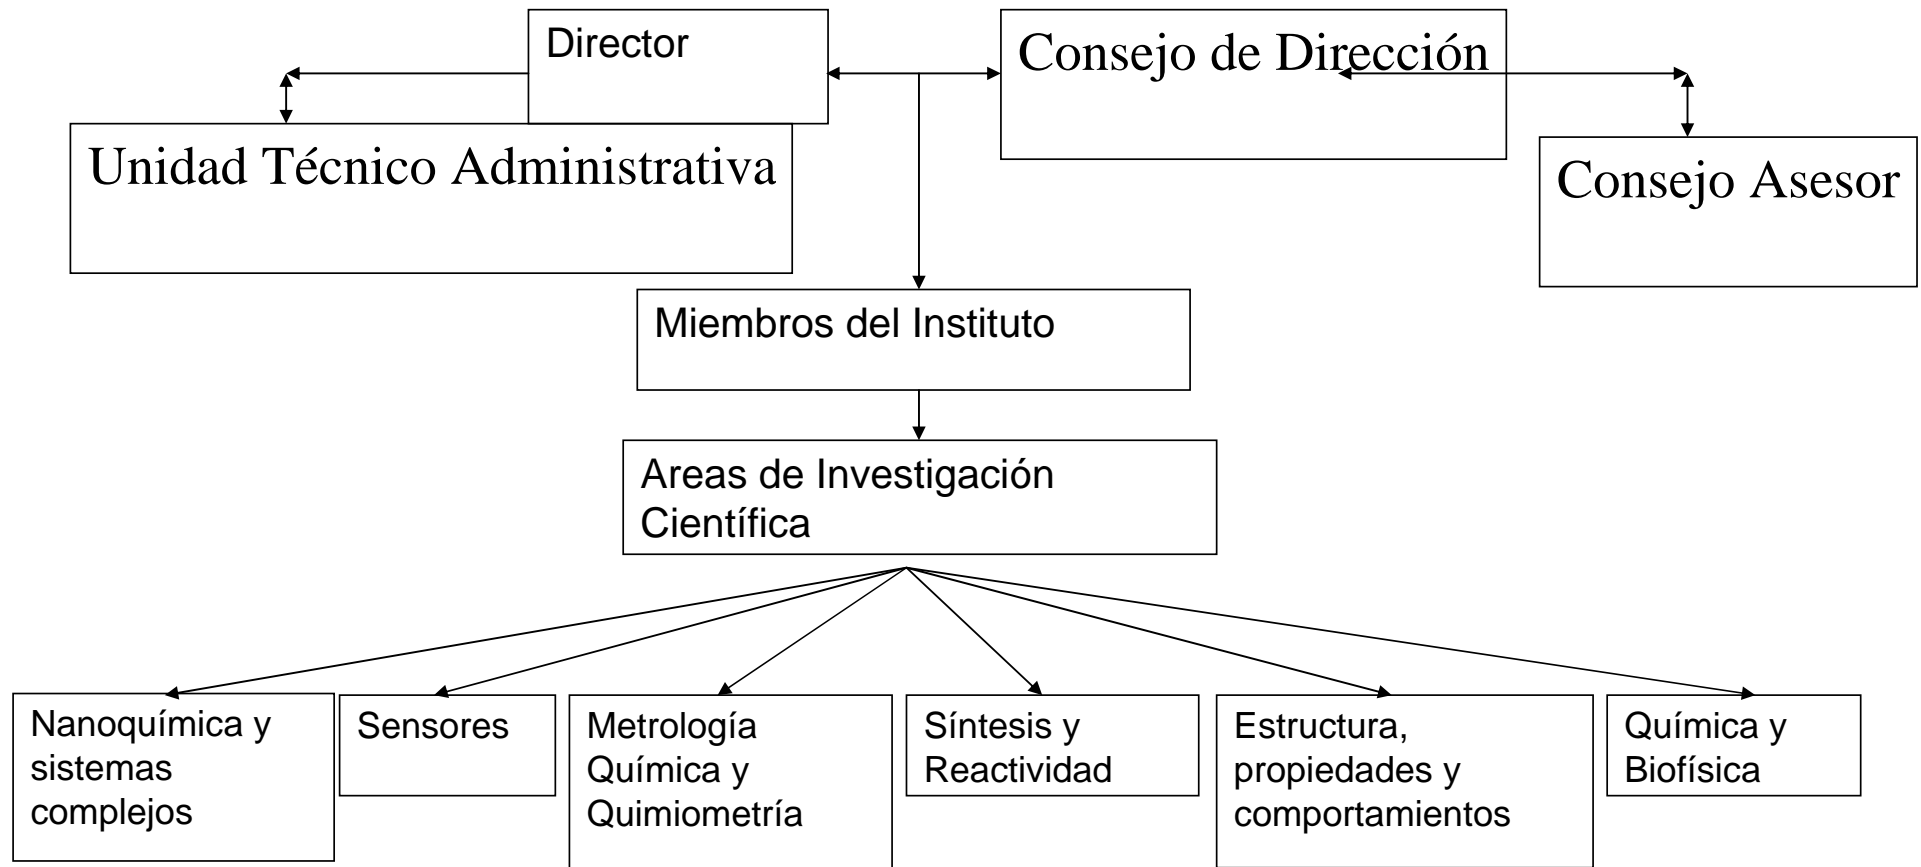 Director
Consejo de Dirección
Unidad Técnico Administrativa
Consejo Asesor
Miembros del Instituto
Areas de Investigación
Científica
Nanoquímica y
sistemas
complejos
Sensores
Metrología
Química y
Quimiometría
Síntesis y
Reactividad
Estructura,
propiedades y
comportamientos
Química y
Biofísica